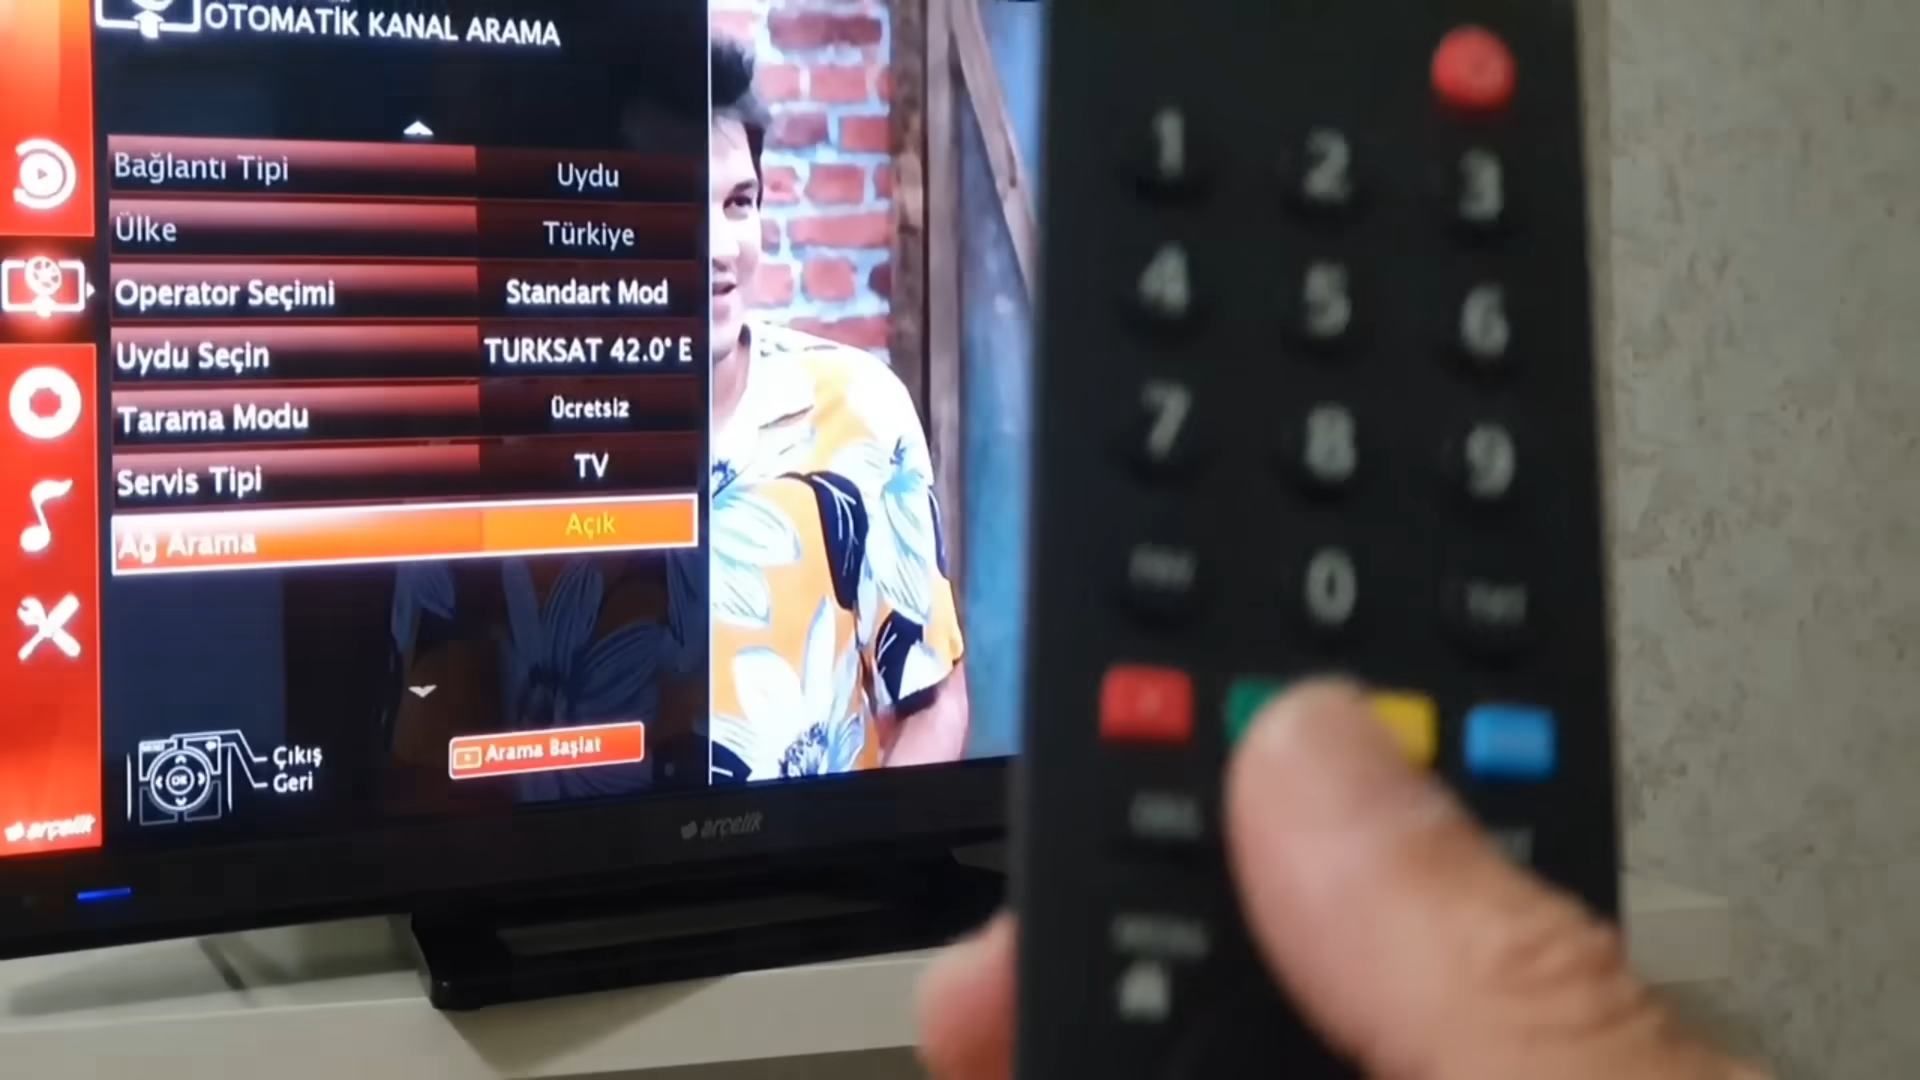 OTOMATİK KANAL ARAMA
Bağlantı Tipi Uydu
Ülke Türkiye
Operator Seçimi Standart Mod
Uydu Seçin TURKSAT 42.0° E
Tarama Modu Ücretsiz
Servis Tipi TV
Ağ Arama Açık
OK
Çıkış
Geri
Arama Başlat
arçelik
arçelik
1 2 3
4 5 6
7 8 9
0